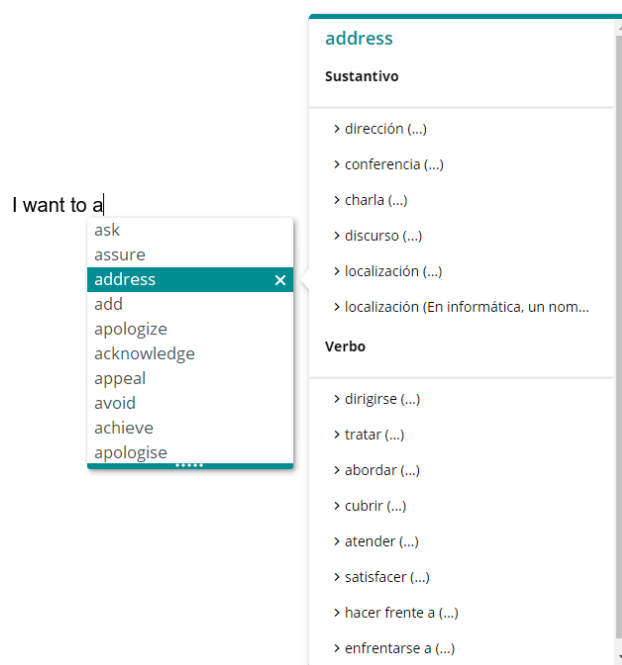 I want to a
ask
assure
address
add
apologize
acknowledge
appeal
avoid
achieve
apologise
address
Sustantivo
> dirección (...)
> conferencia (...)
> charla (...)
> discurso (...)
> localización (...)
> localización (En informática, un nom...
Verbo
> dirigirse (...)
> tratar (...)
> abordar (...)
> cubrir (...)
> atender (...)
> satisfacer (...)
> hacer frente a (...)
> enfrentarse a (...)